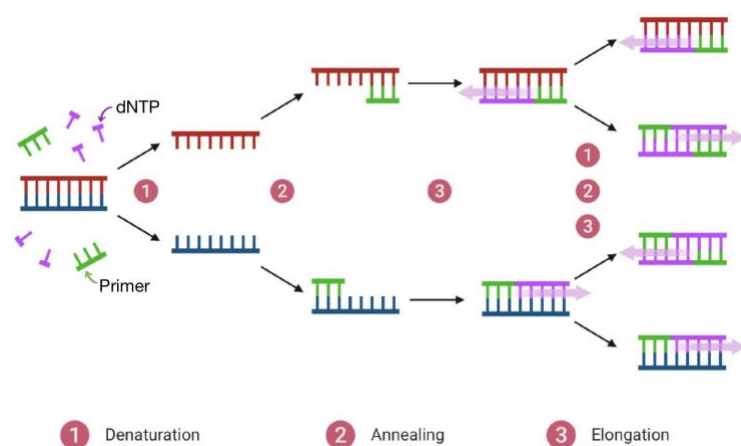 dNTP
1
2
3
1
2
3
Primer
1 Denaturation
2 Annealing
3 Elongation